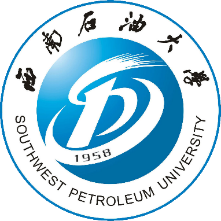 西南石油大学
1958
SOUTHWEST PETROLEUM UNIVERSITY